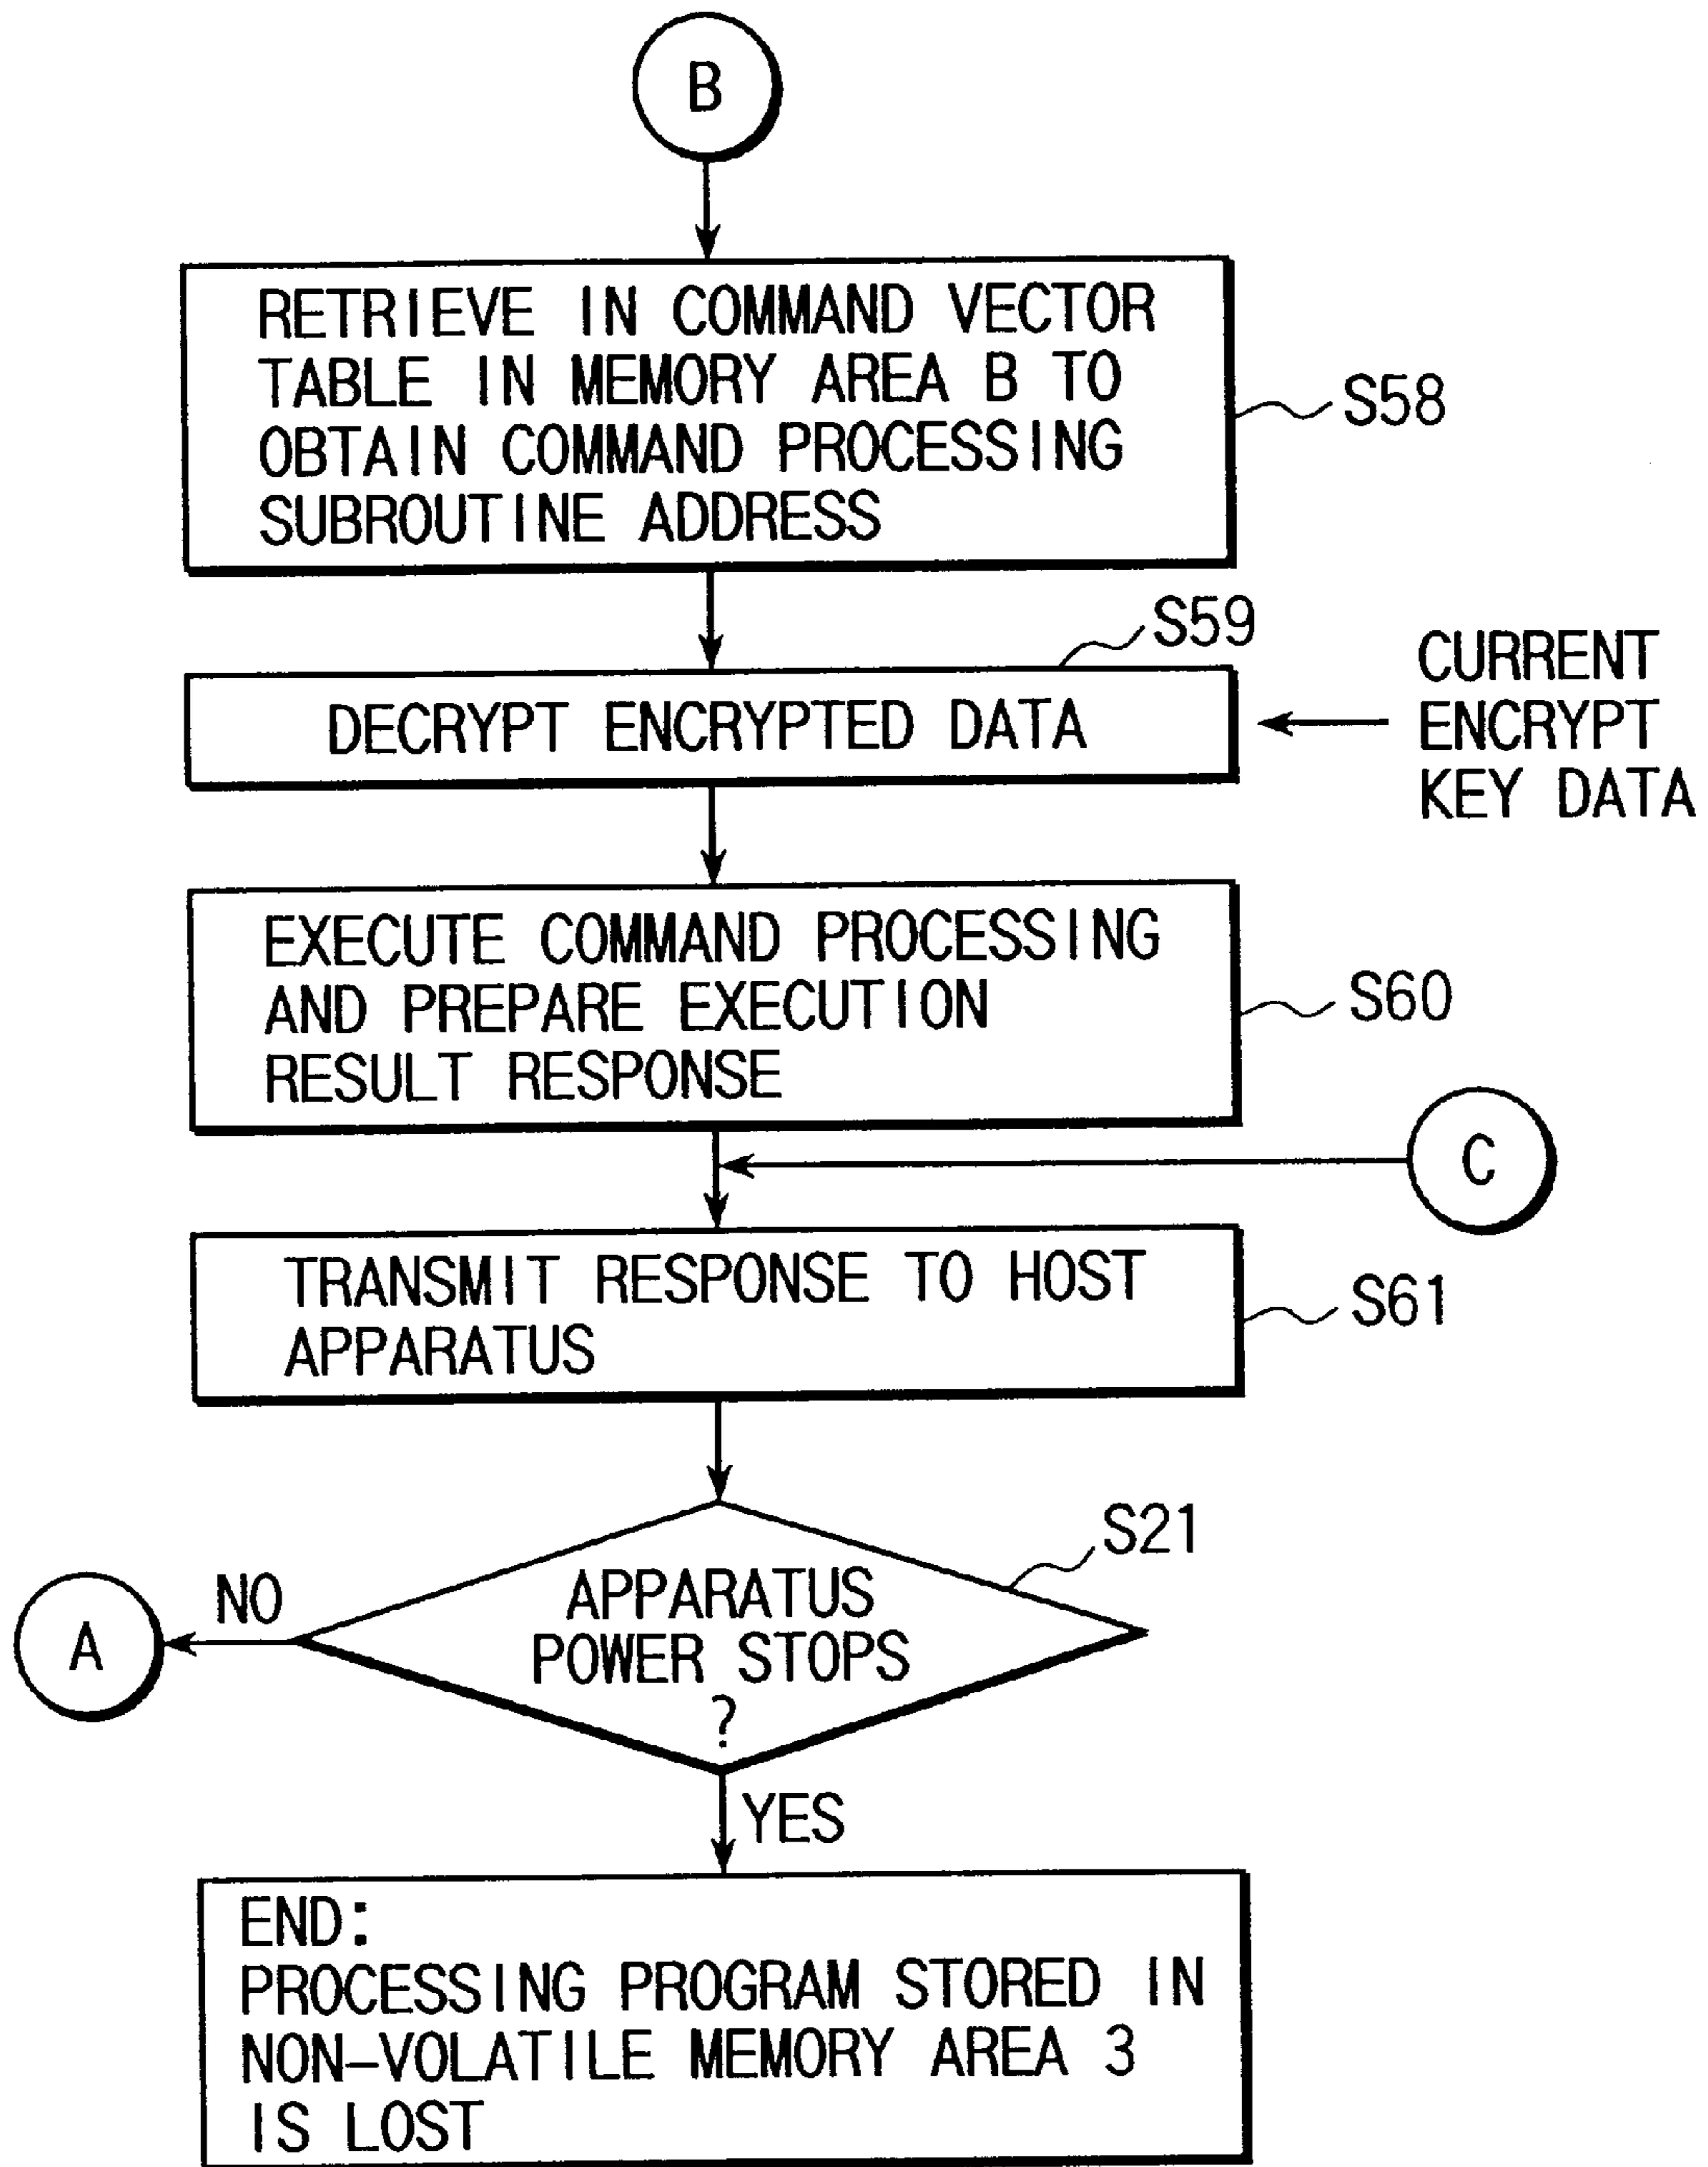 B
RETRIEVE IN COMMAND VECTOR
TABLE IN MEMORY AREA B TO
OBTAIN COMMAND PROCESSING
SUBROUTINE ADDRESS
S58
S59
DECRYPT ENCRYPTED DATA
CURRENT
ENCRYPT
KEY DATA
EXECUTE COMMAND PROCESSING
AND PREPARE EXECUTION
RESULT RESPONSE
S60
C
TRANSMIT RESPONSE TO HOST
APPARATUS
S61
S21
APPARATUS
POWER STOPS
?
NO
A
YES
END:
PROCESSING PROGRAM STORED IN
NON-VOLATILE MEMORY AREA 3
IS LOST